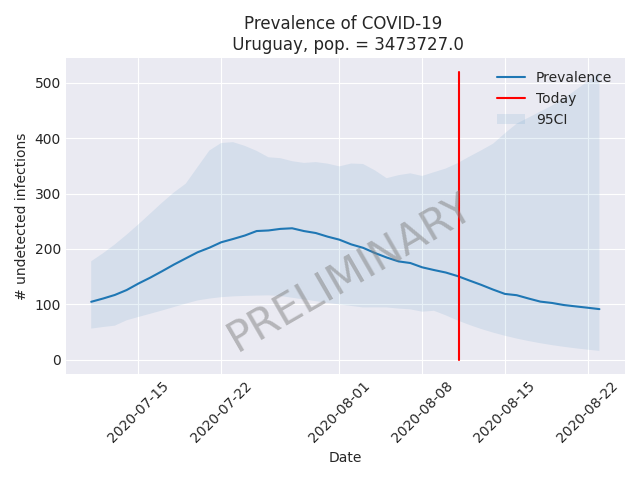 Prevalence of COVID-19
Uruguay, pop. = 3473727.0
Prevalence
Today
95CI
# undetected infections
500
400
300
200
100
0
PRELIMINARY
2020-07-15
2020-07-22
2020-08-01
2020-08-08
2020-08-15
2020-08-22
Date